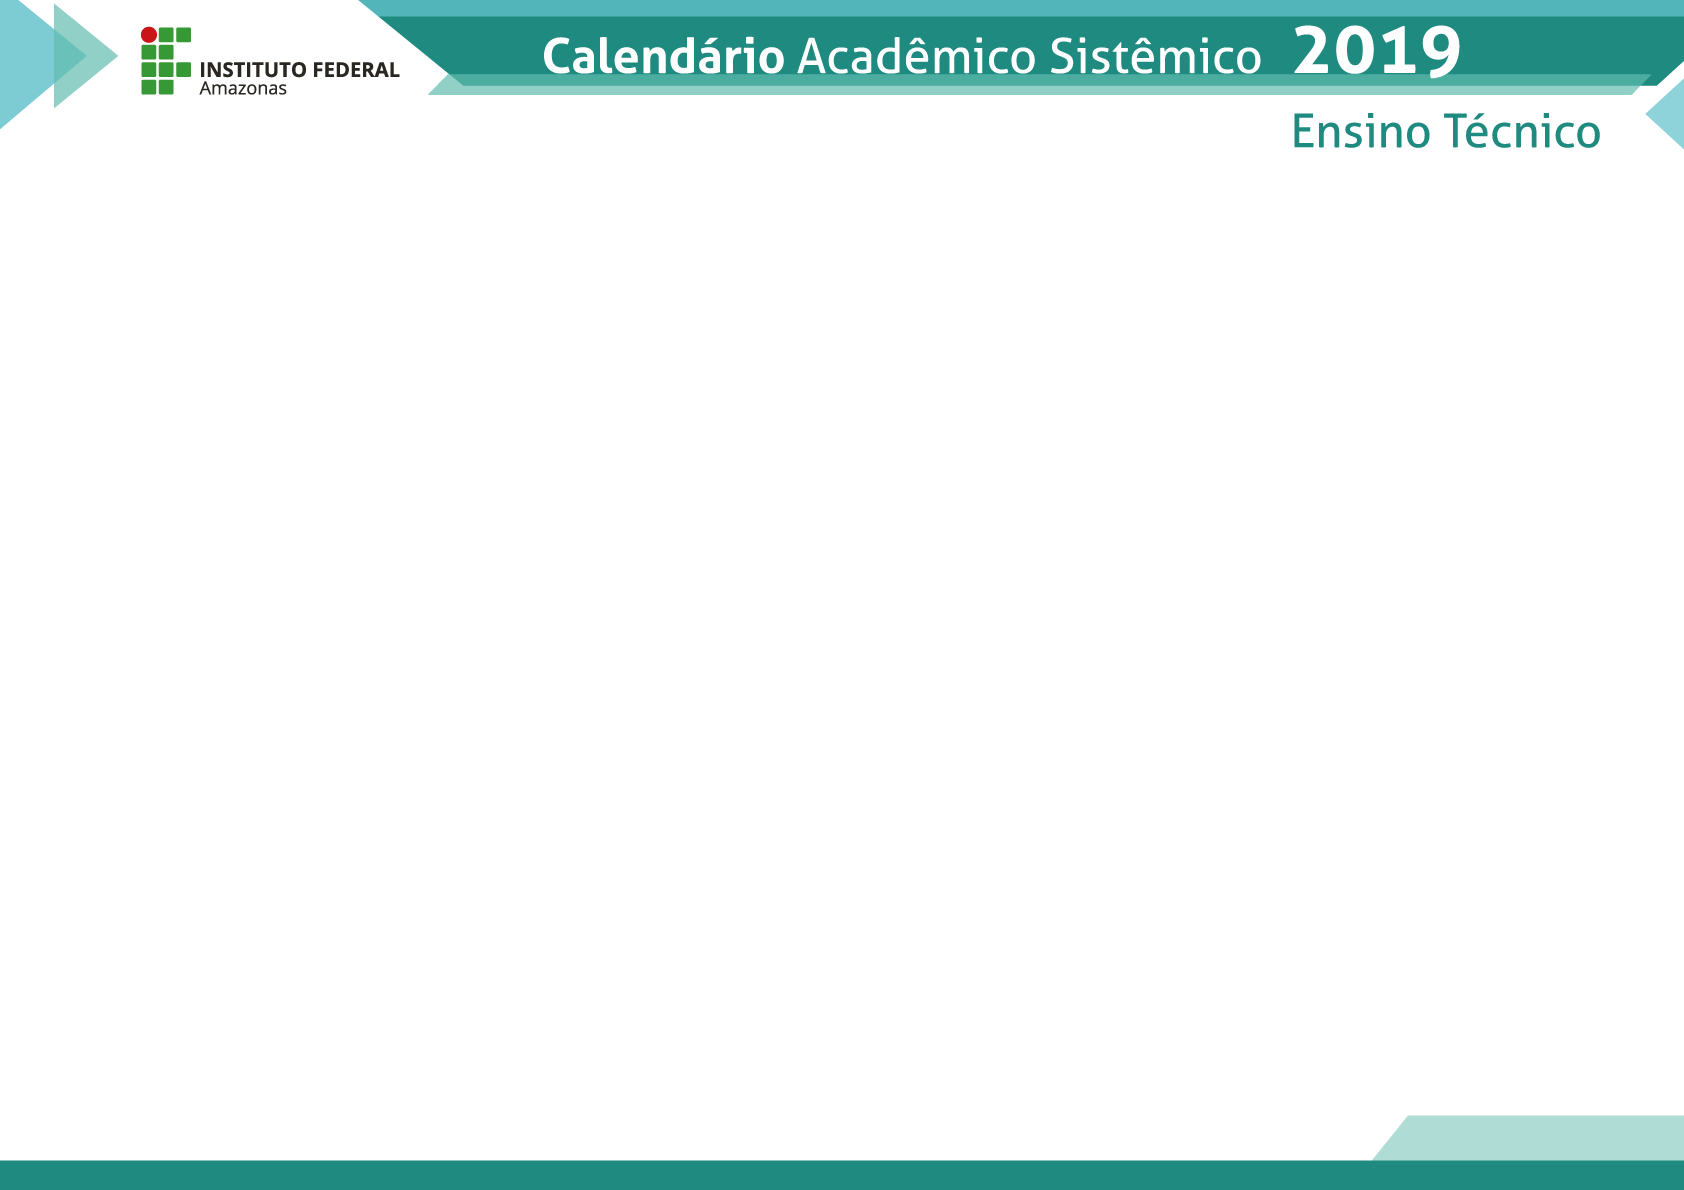 INSTITUTO FEDERAL
Amazonas
Calendário Acadêmico Sistêmico 2019
Ensino Técnico